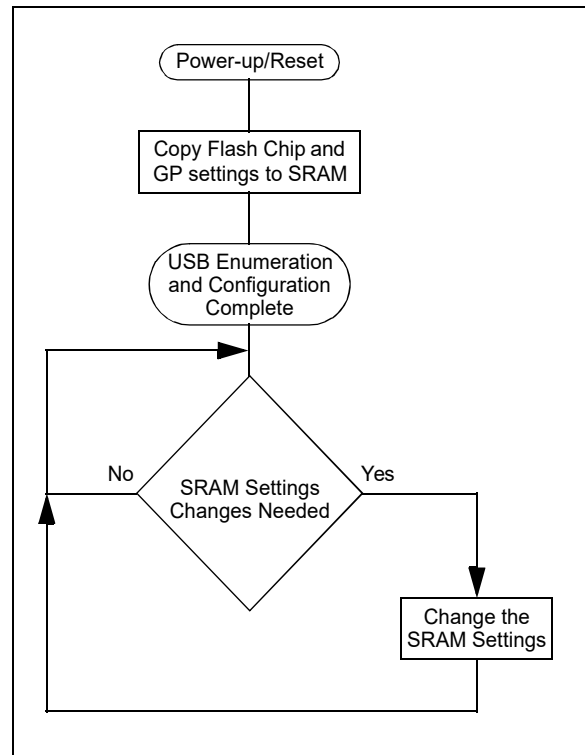 Power-up/Reset
Copy Flash Chip and
GP settings to SRAM
USB Enumeration
and Configuration
Complete
No
SRAM Settings
Changes Needed
Yes
Change the
SRAM Settings